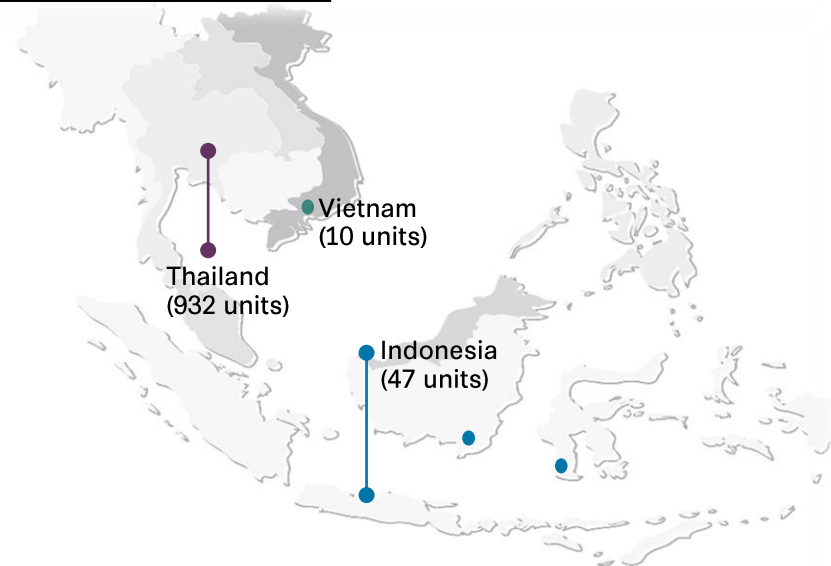 Vietnam
(10 units)
Thailand
(932 units)
Indonesia
(47 units)